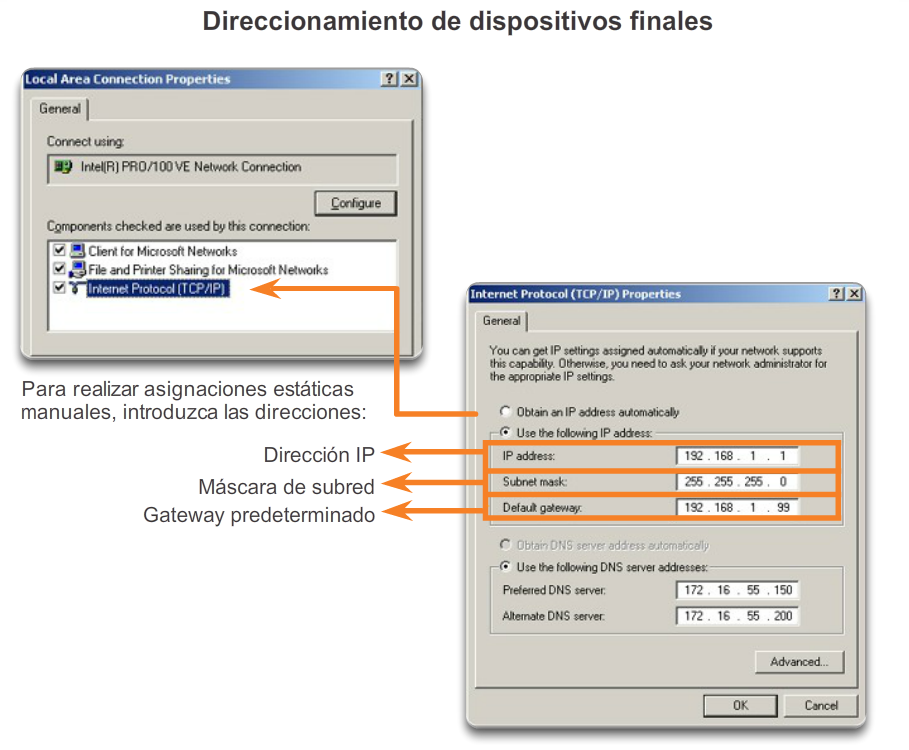 Direccionamiento de dispositivos finales
Local Area Connection Properties
General
Connect using:
Intel(R) PRO/100 VE Network Connection
Configure
Components checked are used by this connection:
Client for Microsoft Networks
File and Printer Sharing for Microsoft Networks
Internet Protocol (TCP/IP)
Para realizar asignaciones estáticas
manuales, introduzca las direcciones:
Dirección IP
Máscara de subred
Gateway predeterminado
Internet Protocol (TCP/IP) Properties
General
You can get IP settings assigned automatically if your network supports
this capability. Otherwise, you need to ask your network administrator for
the appropriate IP settings.
Obtain an IP address automatically
Use the following IP address:
IP address: 192 . 168 . 1 . 1
Subnet mask: 255 . 255 . 255 . 0
Default gateway: 192 . 168 . 1 . 99
Obtain DNS server address automatically
Use the following DNS server addresses:
Preferred DNS server: 172 . 16 . 55 . 150
Alternate DNS server: 172 . 16 . 55 . 200
Advanced...
OK Cancel